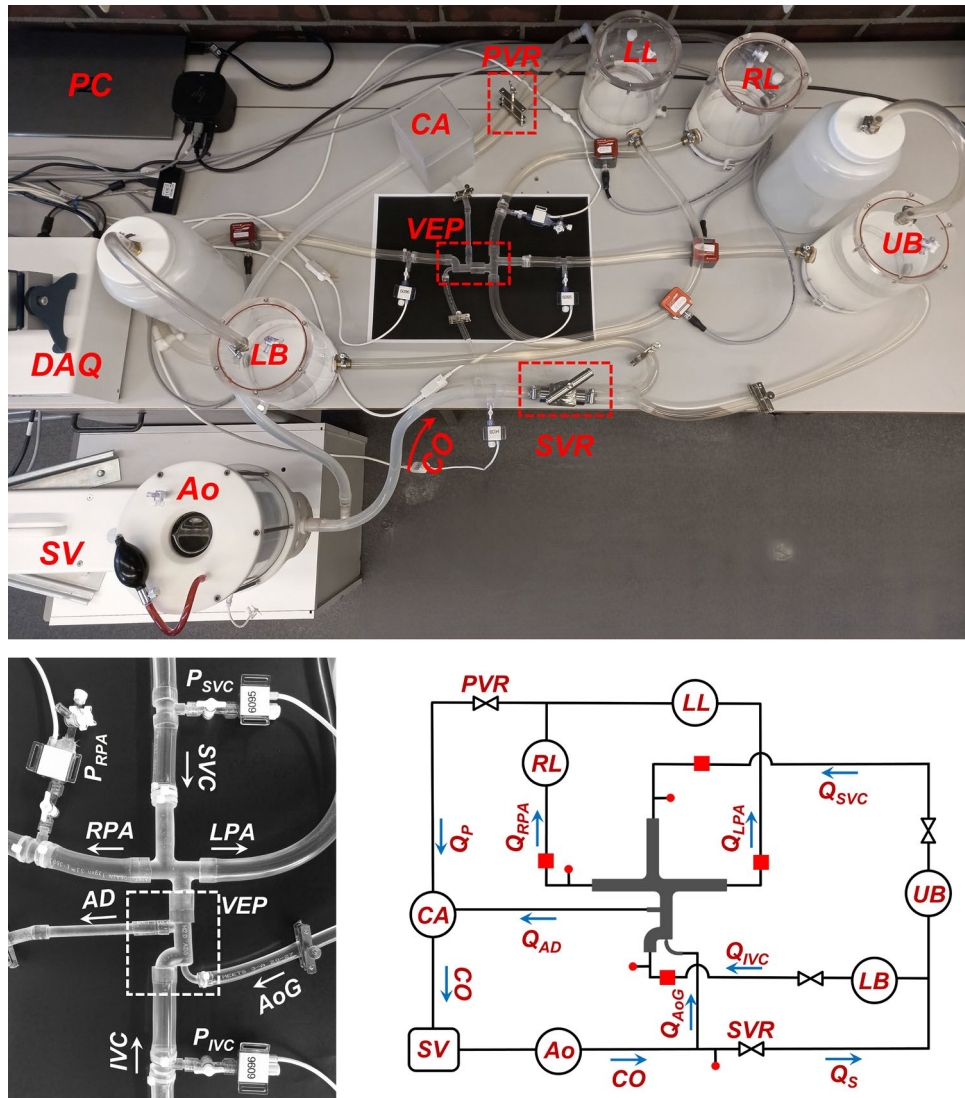 PC
PVR
LL
RL
CA
VEP
UB
LB
DAQ
CO
SVR
Ao
SV
P_SVC
6095
P_RPA
SVC
RPA
LPA
AD
VEP
AoG
IVC
P_IVC
6096
PVR
LL
RL
Q_SVC
Q_P
Q_RPA
Q_LPA
CA
UB
Q_AD
Q_IVC
LB
CO
Q_AoG
SVR
SV
Ao
CO
Q_S